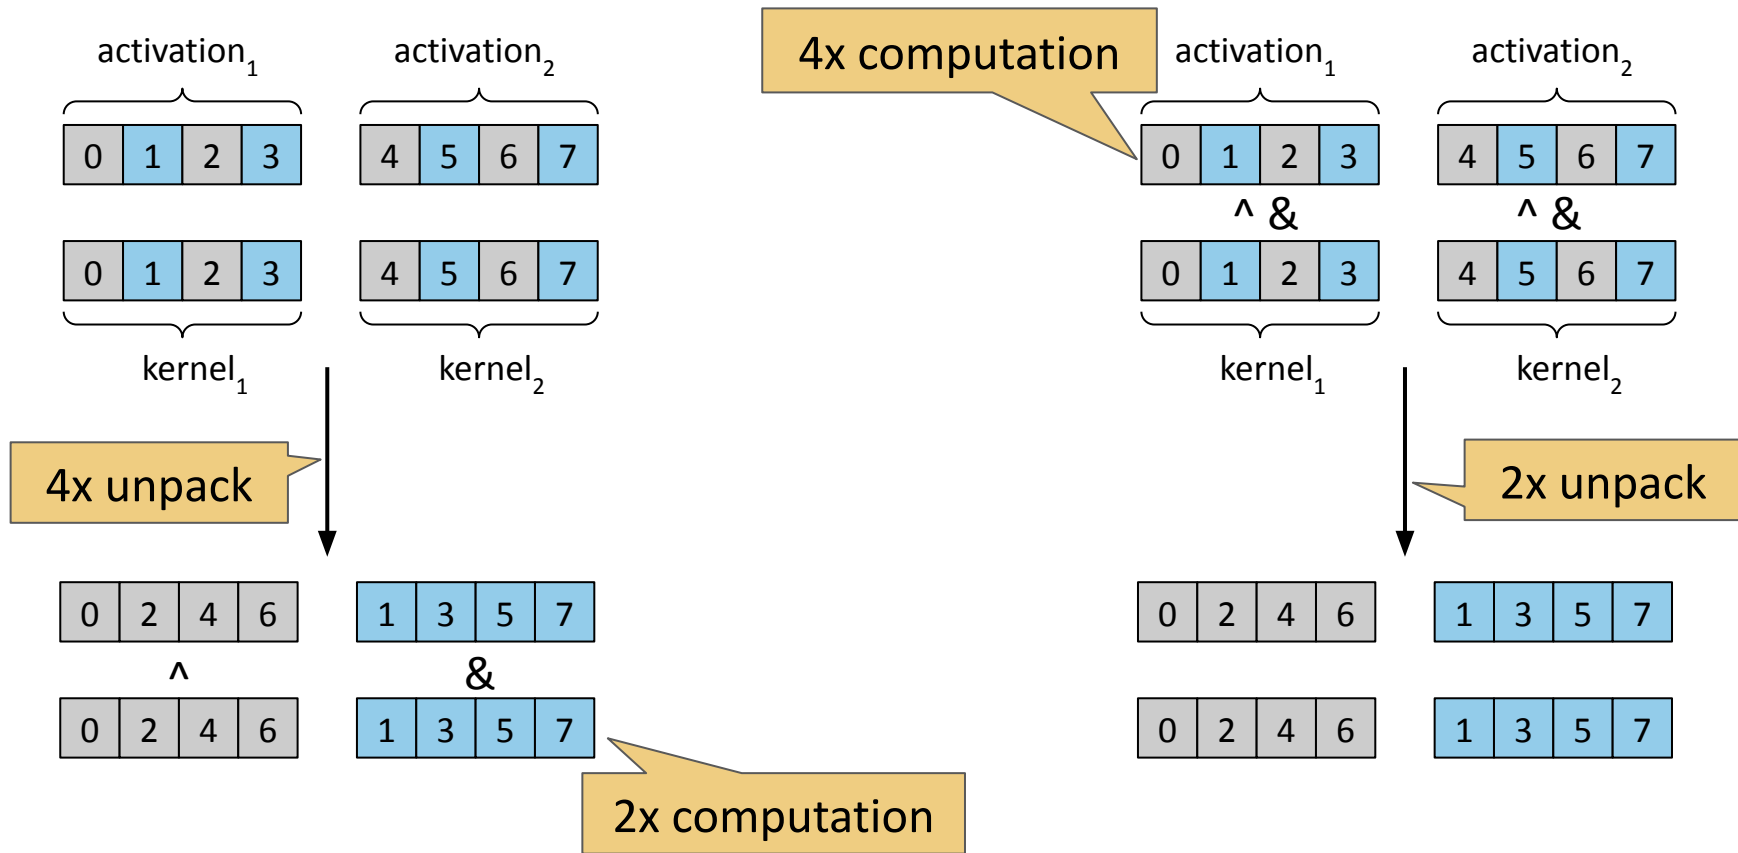 activation1 activation2
0 1 2 3 4 5 6 7
0 1 2 3 4 5 6 7
kernel1 kernel2
4x unpack
0 2 4 6 1 3 5 7
^ &
0 2 4 6 1 3 5 7
2x computation
4x computation
activation1 activation2
0 1 2 3 4 5 6 7
^ & ^ &
0 1 2 3 4 5 6 7
kernel1 kernel2
2x unpack
0 2 4 6 1 3 5 7
0 2 4 6 1 3 5 7